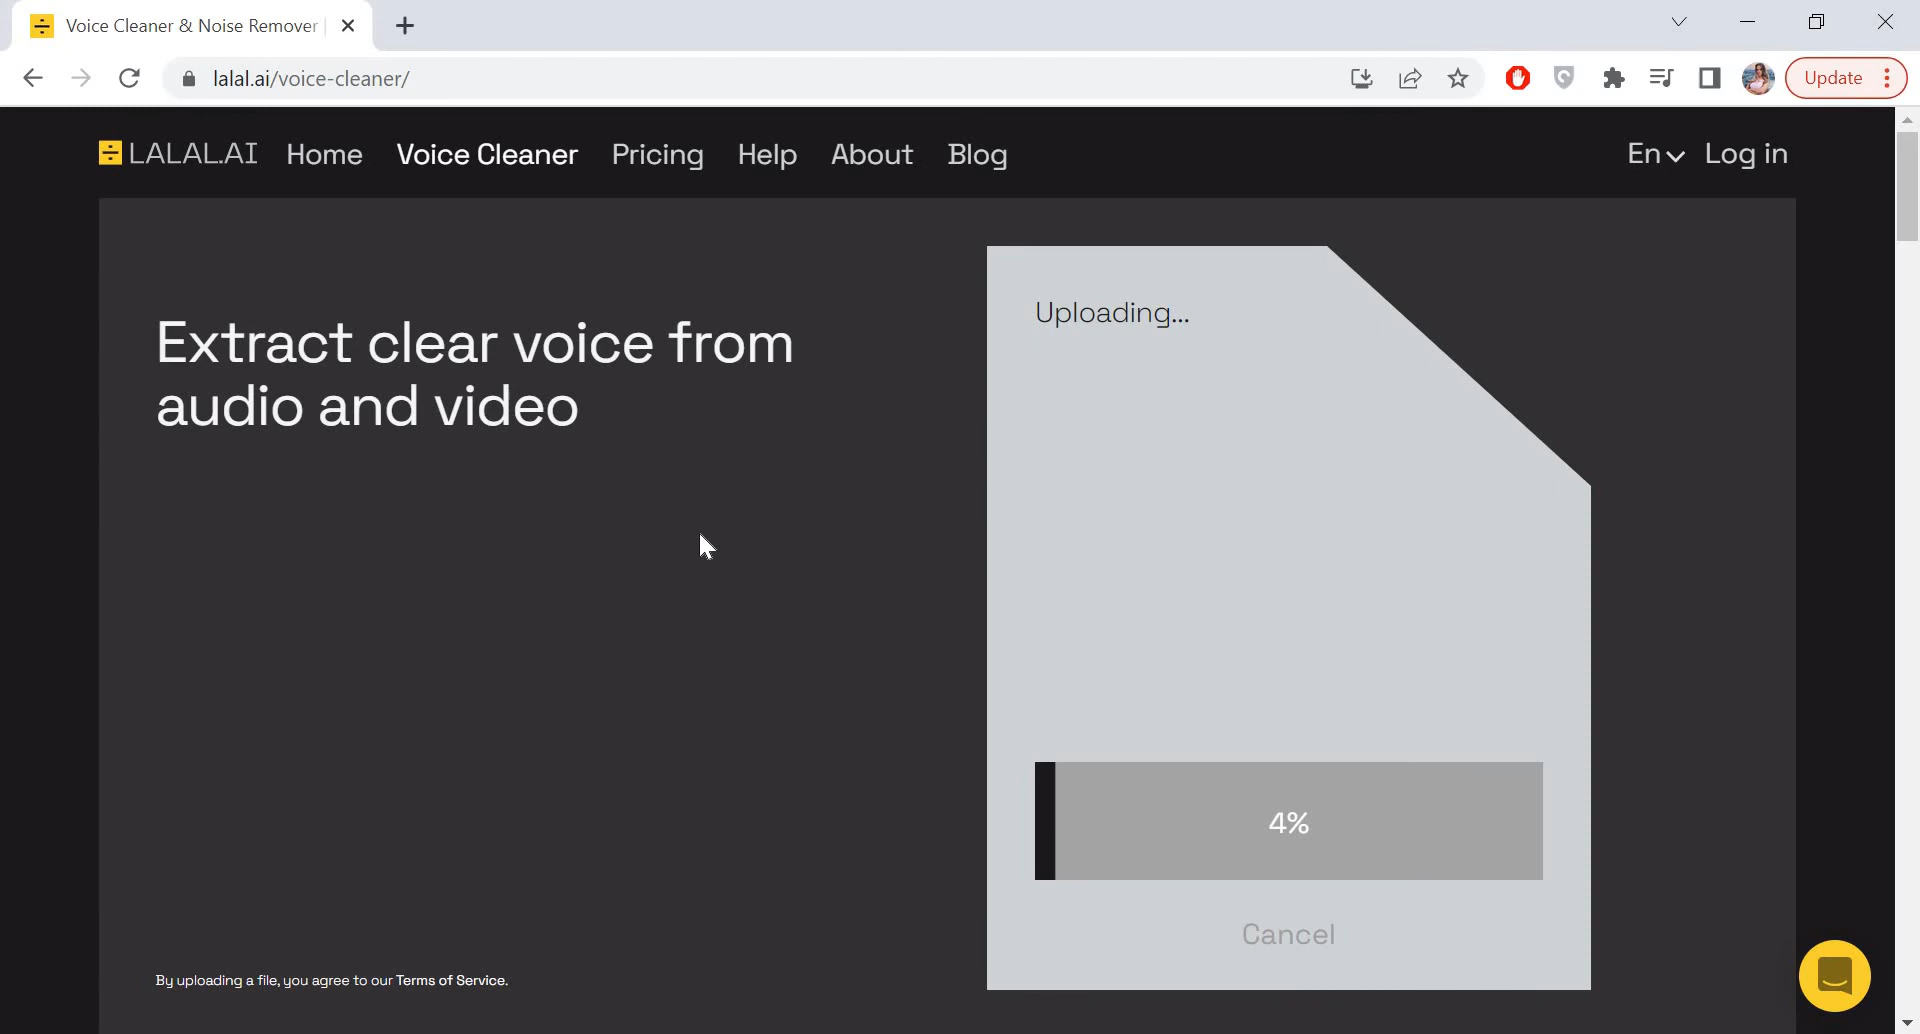 Voice Cleaner & Noise Remover
lalal.ai/voice-cleaner/
Update
LALAL.AI Home Voice Cleaner Pricing Help About Blog En Log in
Extract clear voice from
audio and video
Uploading...
4%
Cancel
By uploading a file, you agree to our Terms of Service.